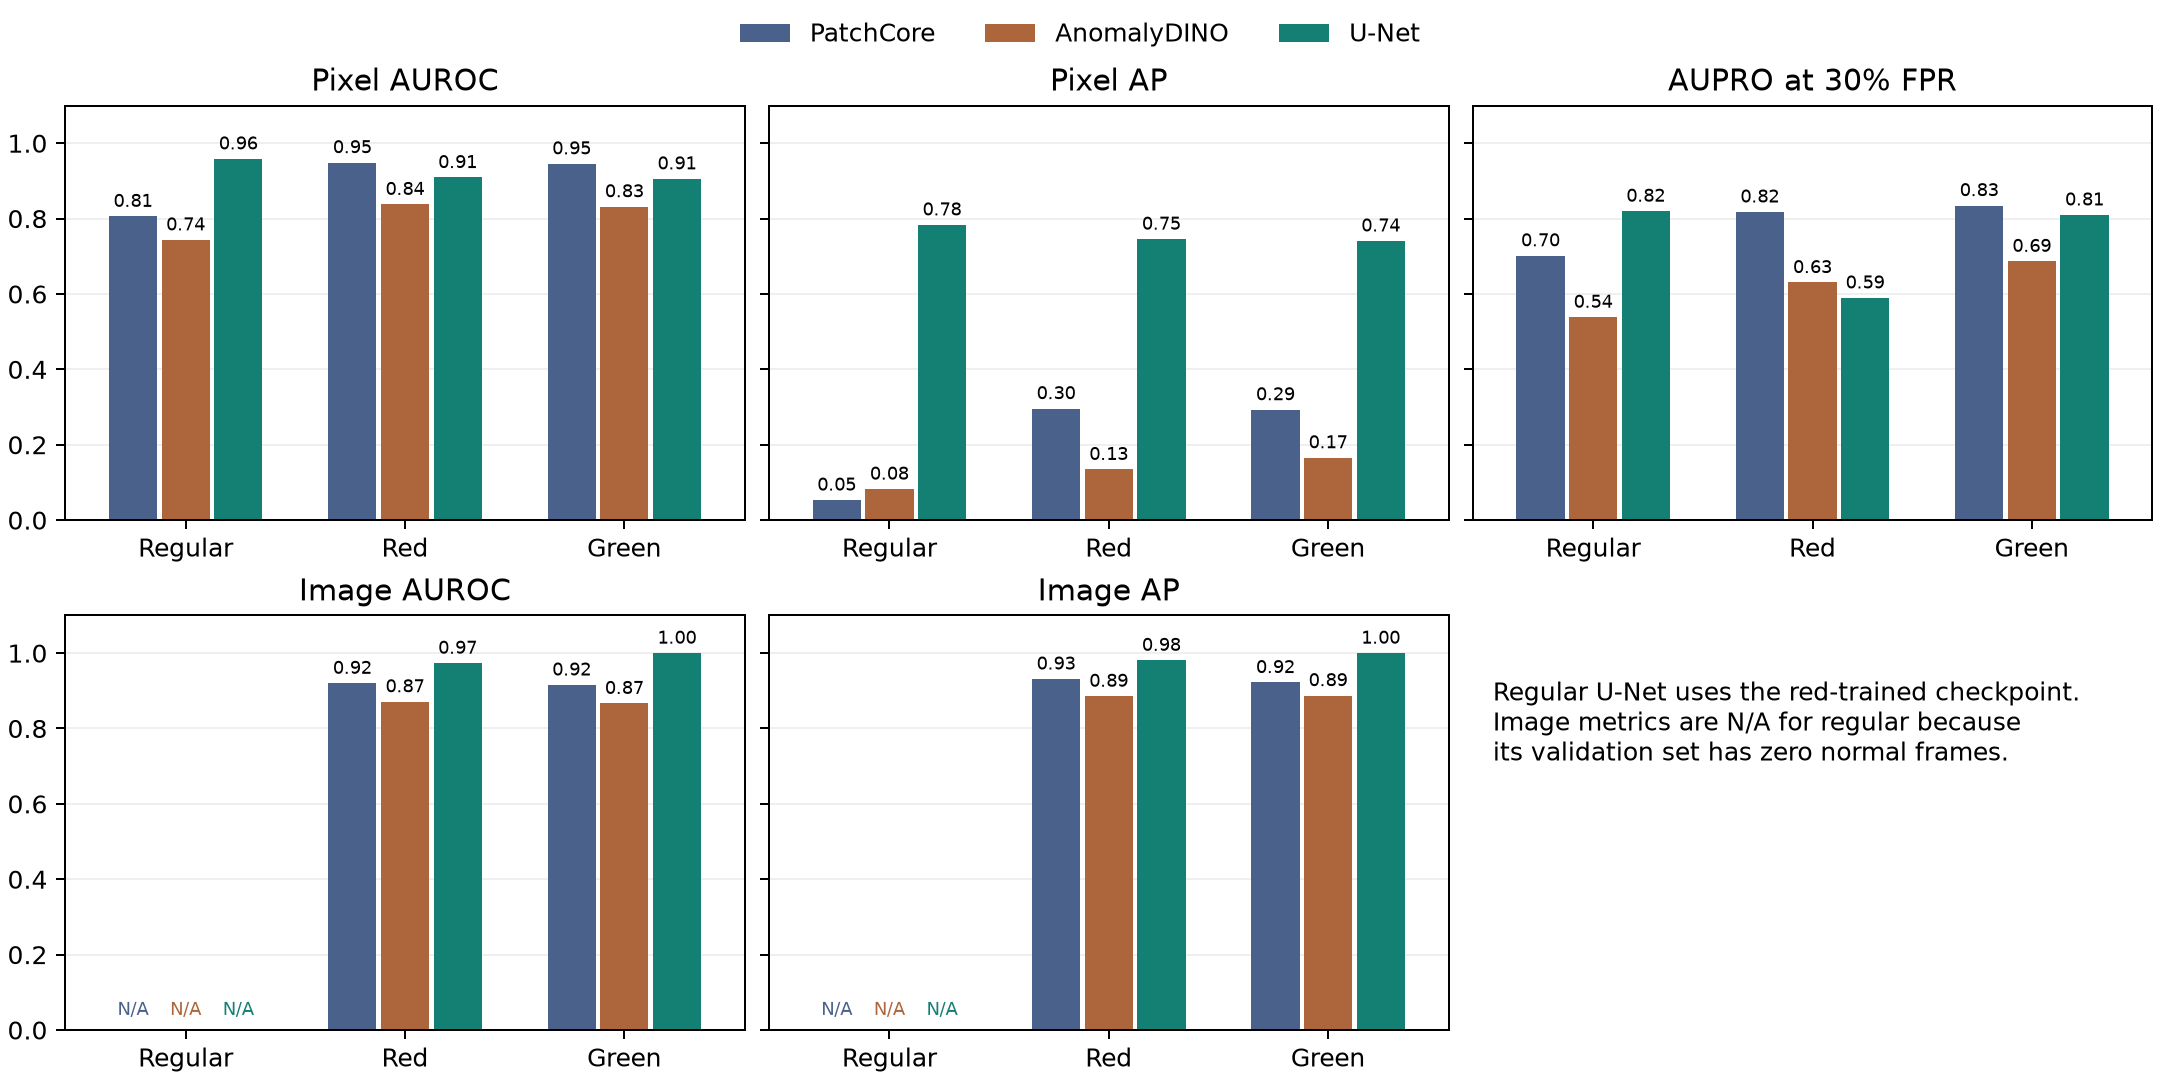 PatchCore AnomalyDINO U-Net
Pixel AUROC
1.0
0.8
0.6
0.4
0.2
0.0
0.81 0.74 0.96
0.95 0.84 0.91
0.95 0.83 0.91
Regular Red Green
Pixel AP
0.05 0.08 0.78
0.30 0.13 0.75
0.29 0.17 0.74
Regular Red Green
AUPRO at 30% FPR
0.70 0.54 0.82
0.82 0.63 0.59
0.83 0.69 0.81
Regular Red Green
Image AUROC
1.0
0.8
0.6
0.4
0.2
0.0
N/A N/A N/A
0.92 0.87 0.97
0.92 0.87 1.00
Regular Red Green
Image AP
N/A N/A N/A
0.93 0.89 0.98
0.92 0.89 1.00
Regular Red Green
Regular U-Net uses the red-trained checkpoint.
Image metrics are N/A for regular because
its validation set has zero normal frames.